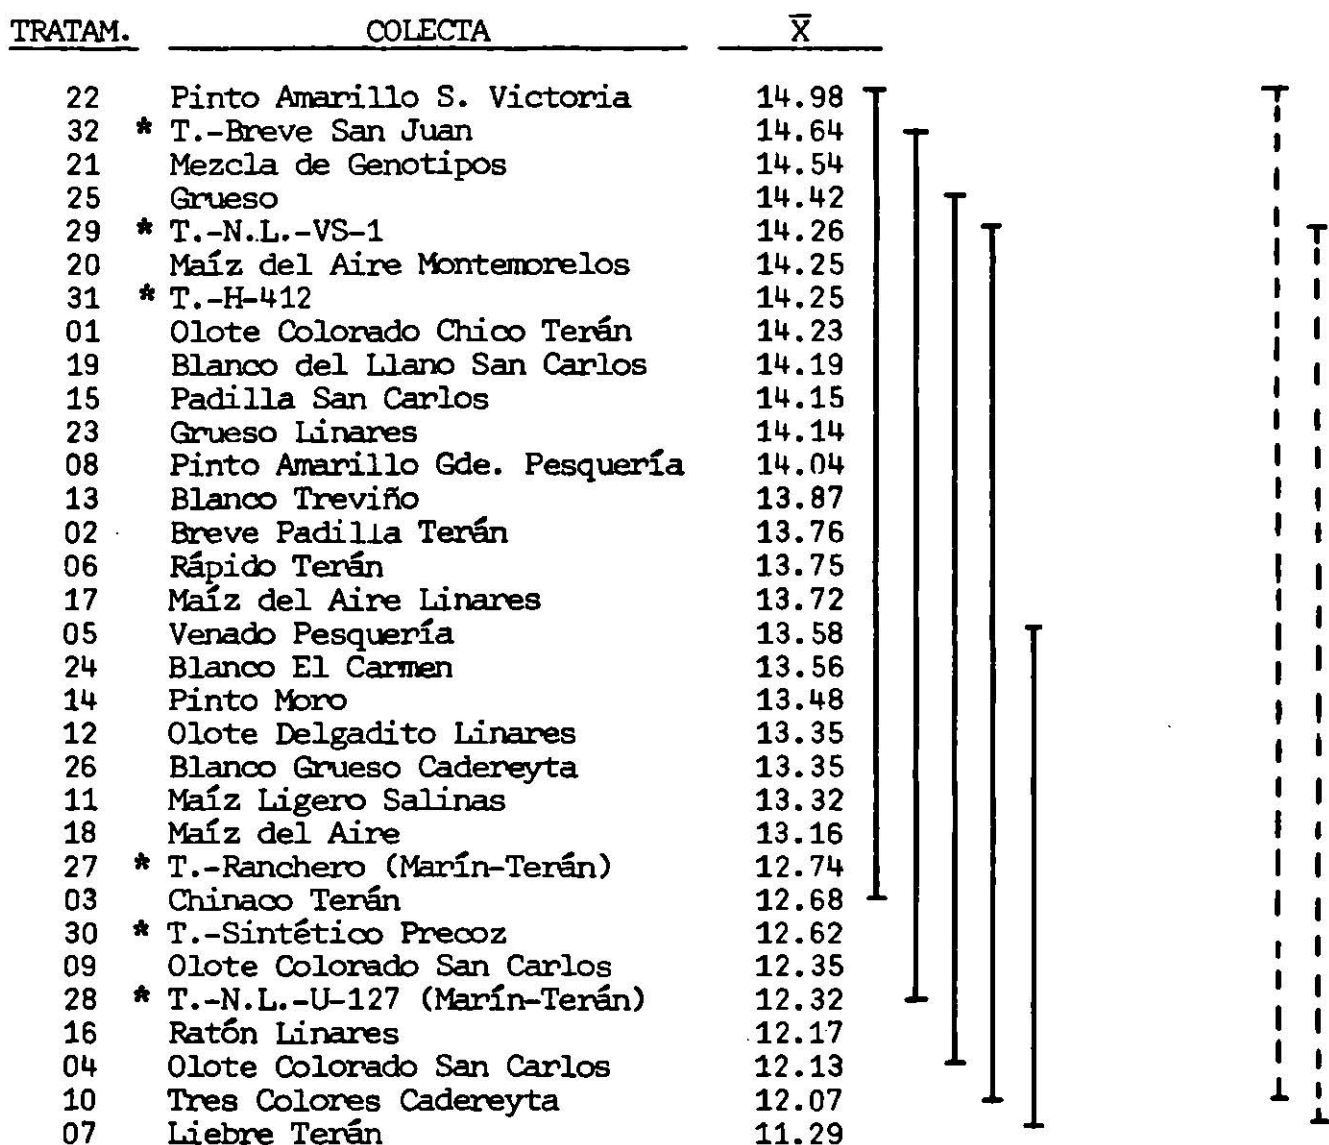 TRATAM. COLECTA X̄
22 Pinto Amarillo S. Victoria 14.98
32 * T.-Breve San Juan 14.64
21 Mezcla de Genotipos 14.54
25 Grueso 14.42
29 * T.-N.L.-VS-1 14.26
20 Maíz del Aire Montemorelos 14.25
31 * T.-H-412 14.25
01 Olote Colorado Chico Terán 14.23
19 Blanco del Llano San Carlos 14.19
15 Padilla San Carlos 14.15
23 Grueso Linares 14.14
08 Pinto Amarillo Gde. Pesquería 14.04
13 Blanco Treviño 13.87
02 Breve Padilla Terán 13.76
06 Rápido Terán 13.75
17 Maíz del Aire Linares 13.72
05 Venado Pesquería 13.58
24 Blanco El Carmen 13.56
14 Pinto Moro 13.48
12 Olote Delgadito Linares 13.35
26 Blanco Grueso Cadereyta 13.35
11 Maíz Ligero Salinas 13.32
18 Maíz del Aire 13.16
27 * T.-Ranchero (Marín-Terán) 12.74
03 Chinaco Terán 12.68
30 * T.-Sintético Precoz 12.62
09 Olote Colorado San Carlos 12.35
28 * T.-N.L.-U-127 (Marín-Terán) 12.32
16 Ratón Linares 12.17
04 Olote Colorado San Carlos 12.13
10 Tres Colores Cadereyta 12.07
07 Liebre Terán 11.29